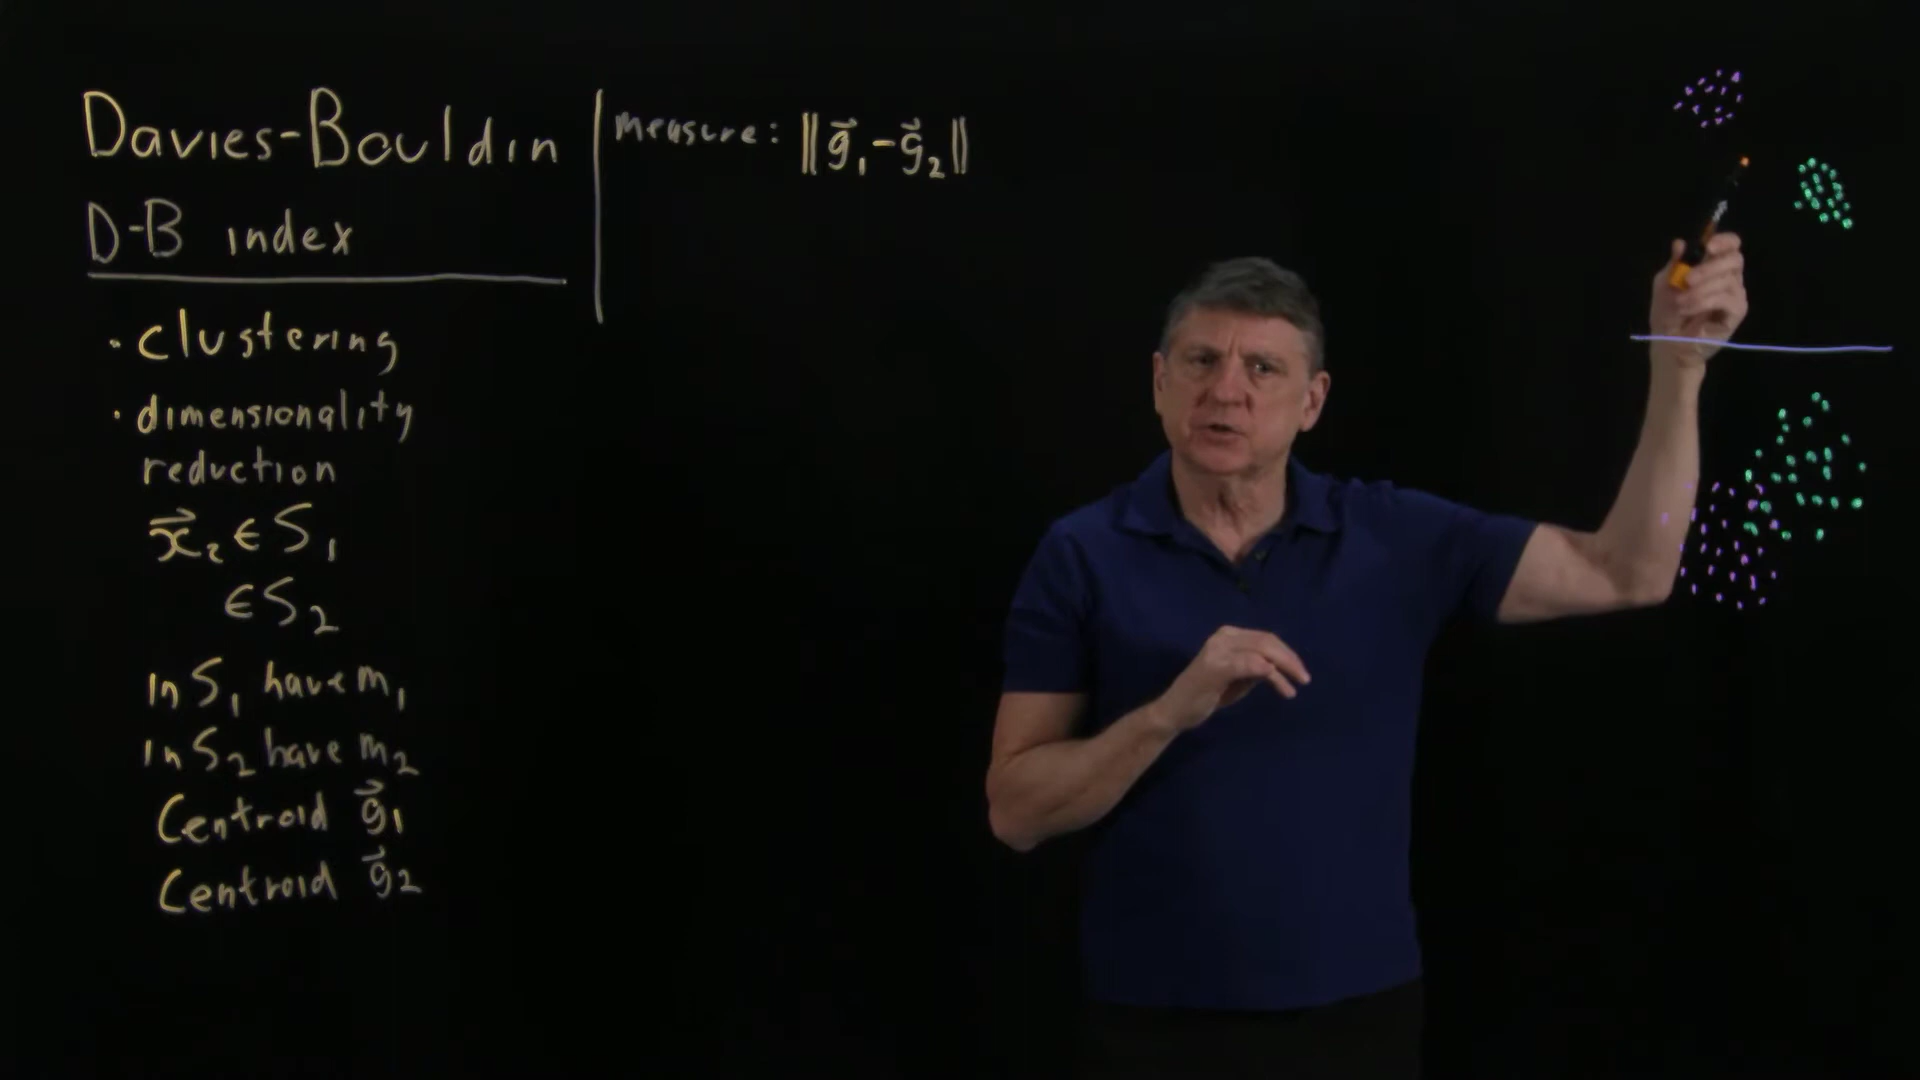 Davies-Bouldin
D-B index
measure: ‖g⃗₁-g⃗₂‖
· clustering
· dimensionality
reduction
x⃗₂ ∈ S₁
∈ S₂
in S₁ have m₁
in S₂ have m₂
Centroid g⃗₁
Centroid g⃗₂